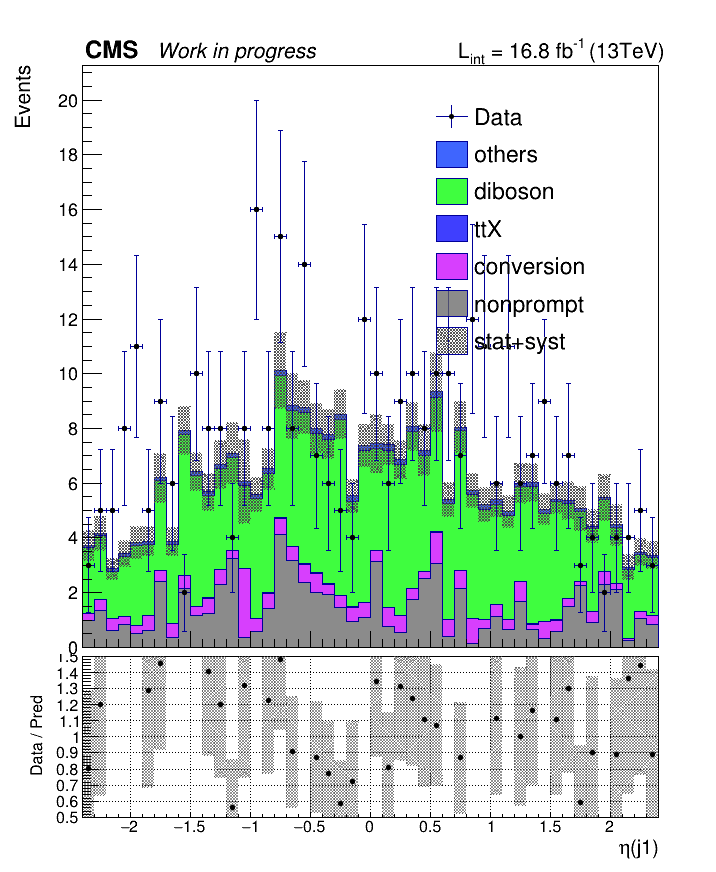 CMS Work in progress L_int = 16.8 fb^-1 (13TeV)
Events
20
18
16
14
12
10
8
6
4
2
0
Data
others
diboson
ttX
conversion
nonprompt
stat+syst
Data / Pred
1.5
1.4
1.3
1.2
1.1
1
0.9
0.8
0.7
0.6
0.5
−2 −1.5 −1 −0.5 0 0.5 1 1.5 2
η(j1)